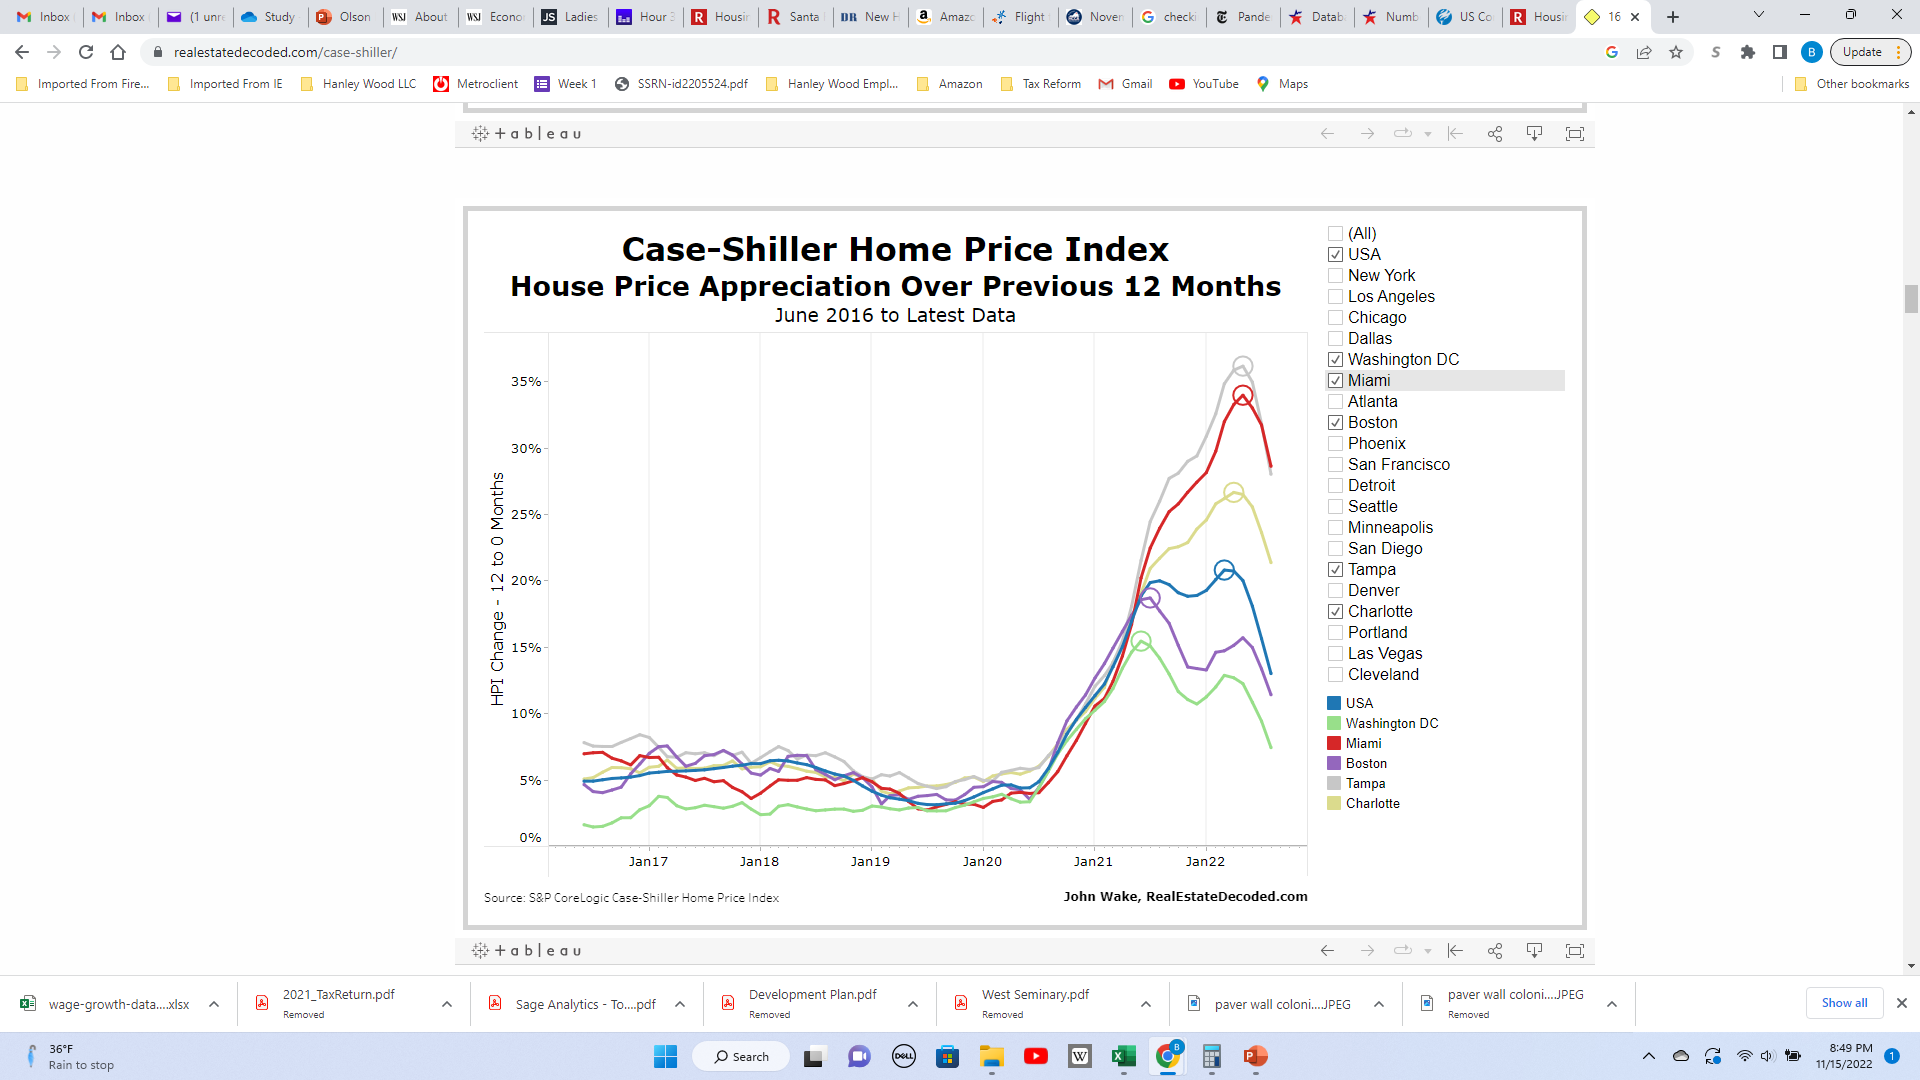 Inbox
Inbox
(1 unre
Study
Olson
About
Econo
Ladies
Hour 3
Housin
Santa
New H
Amazo
Flight
Noven
checki
Pande
Databa
Numb
US Co
Housin
16
realestatedecoded.com/case-shiller/
Update
Imported From Fire...
Imported From IE
Hanley Wood LLC
Metroclient
Week 1
SSRN-id2205524.pdf
Hanley Wood Empl...
Amazon
Tax Reform
Gmail
YouTube
Maps
Other bookmarks
+ a b l e a u
Case-Shiller Home Price Index
House Price Appreciation Over Previous 12 Months
June 2016 to Latest Data
HPI Change - 12 to 0 Months
35%
30%
25%
20%
15%
10%
5%
0%
Jan17
Jan18
Jan19
Jan20
Jan21
Jan22
Source: S&P CoreLogic Case-Shiller Home Price Index
John Wake, RealEstateDecoded.com
(All)
USA
New York
Los Angeles
Chicago
Dallas
Washington DC
Miami
Atlanta
Boston
Phoenix
San Francisco
Detroit
Seattle
Minneapolis
San Diego
Tampa
Denver
Charlotte
Portland
Las Vegas
Cleveland
USA
Washington DC
Miami
Boston
Tampa
Charlotte
+ a b l e a u
wage-growth-data....xlsx
2021_TaxReturn.pdf
Removed
Sage Analytics - To....pdf
Development Plan.pdf
Removed
West Seminary.pdf
Removed
paver wall coloni....JPEG
paver wall coloni....JPEG
Removed
Show all
36°F
Rain to stop
Search
8:49 PM
11/15/2022